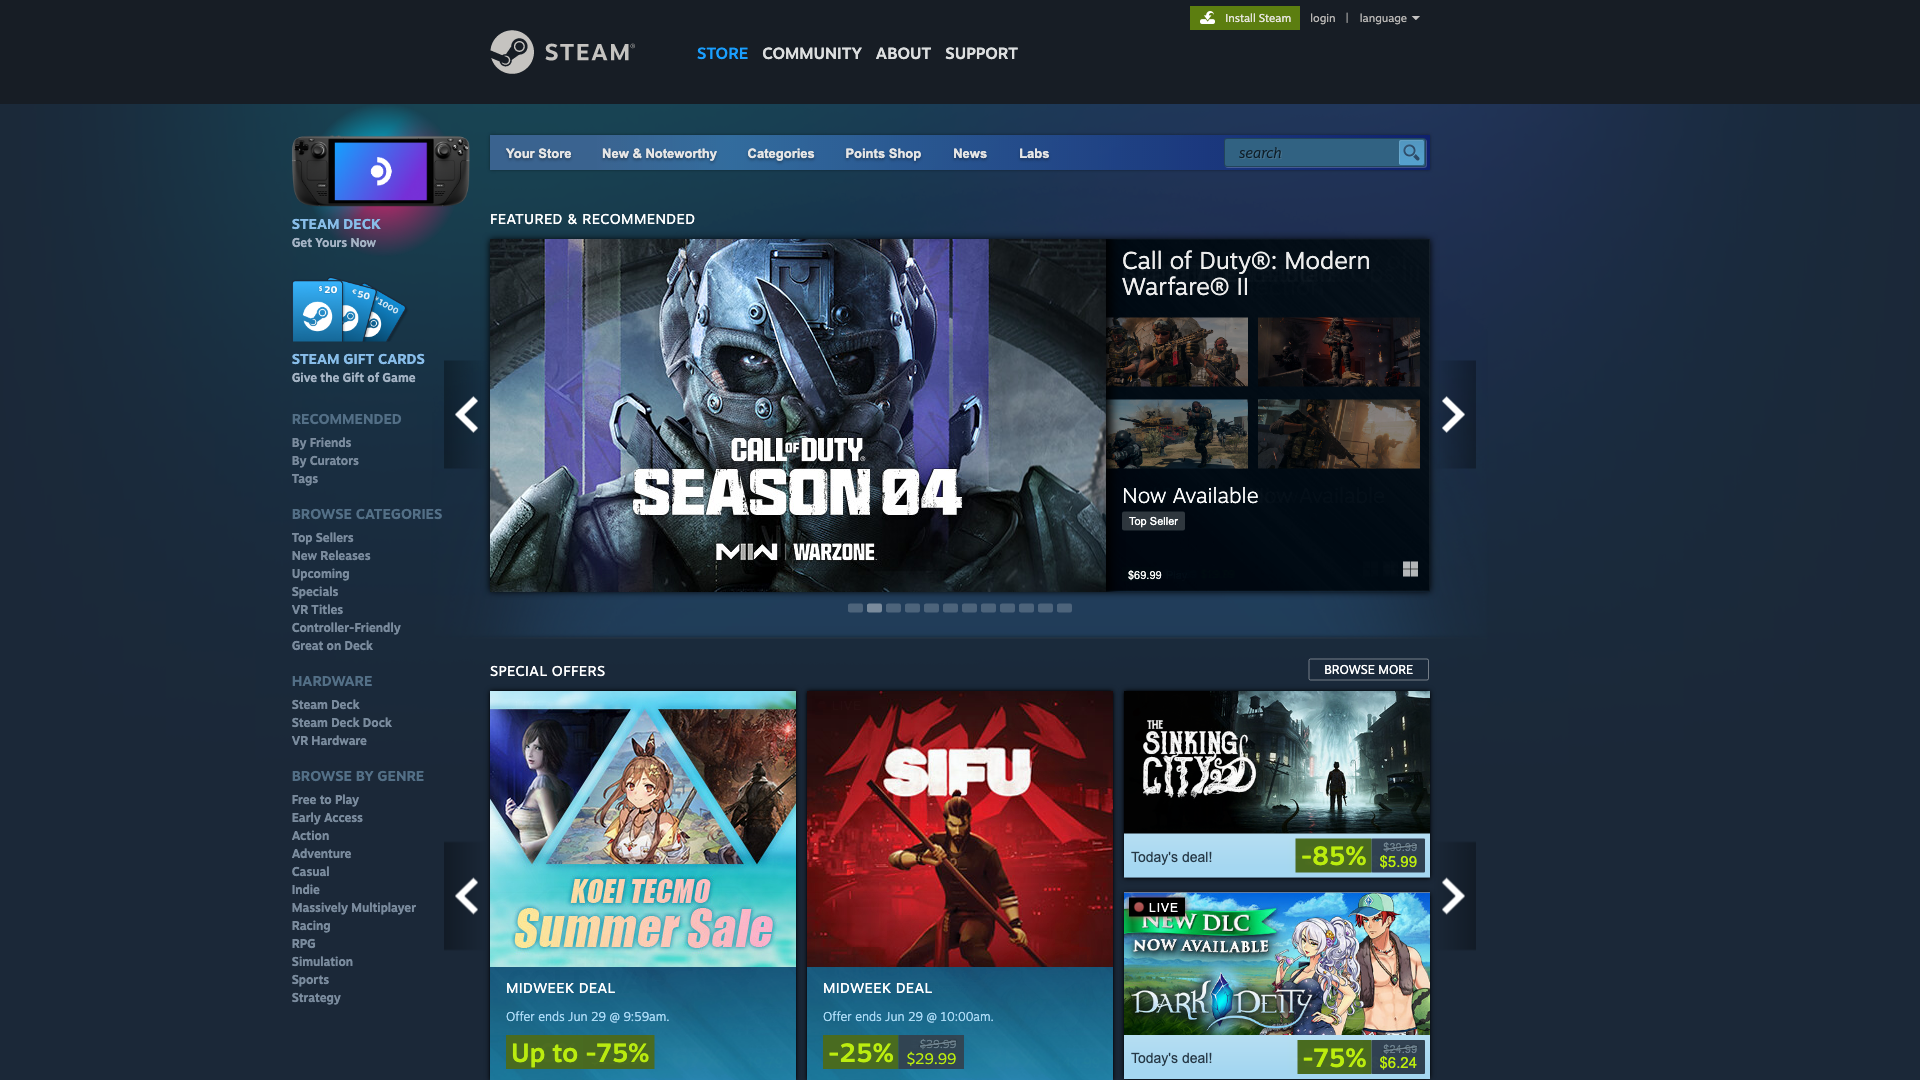 Install Steam
login | language
STEAM®
STORE COMMUNITY ABOUT SUPPORT
Your Store New & Noteworthy Categories Points Shop News Labs search
STEAM DECK
Get Yours Now
$20 €50 ¥1000
STEAM GIFT CARDS
Give the Gift of Game
RECOMMENDED
By Friends
By Curators
Tags
BROWSE CATEGORIES
Top Sellers
New Releases
Upcoming
Specials
VR Titles
Controller-Friendly
Great on Deck
HARDWARE
Steam Deck
Steam Deck Dock
VR Hardware
BROWSE BY GENRE
Free to Play
Early Access
Action
Adventure
Casual
Indie
Massively Multiplayer
Racing
RPG
Simulation
Sports
Strategy
FEATURED & RECOMMENDED
CALL OF DUTY®
SEASON 04
MWII | WARZONE
Call of Duty®: Modern
Warfare® II
Now Available
Top Seller
$69.99
SPECIAL OFFERS
BROWSE MORE
KOEI TECMO
Summer Sale
MIDWEEK DEAL
Offer ends Jun 29 @ 9:59am.
Up to -75%
SIFU
MIDWEEK DEAL
Offer ends Jun 29 @ 10:00am.
-25% $39.99
$29.99
THE
SINKING
CITY
Today's deal! -85% $39.99
$5.99
LIVE
NEW DLC
NOW AVAILABLE
DARK DEITY
Today's deal! -75% $24.99
$6.24